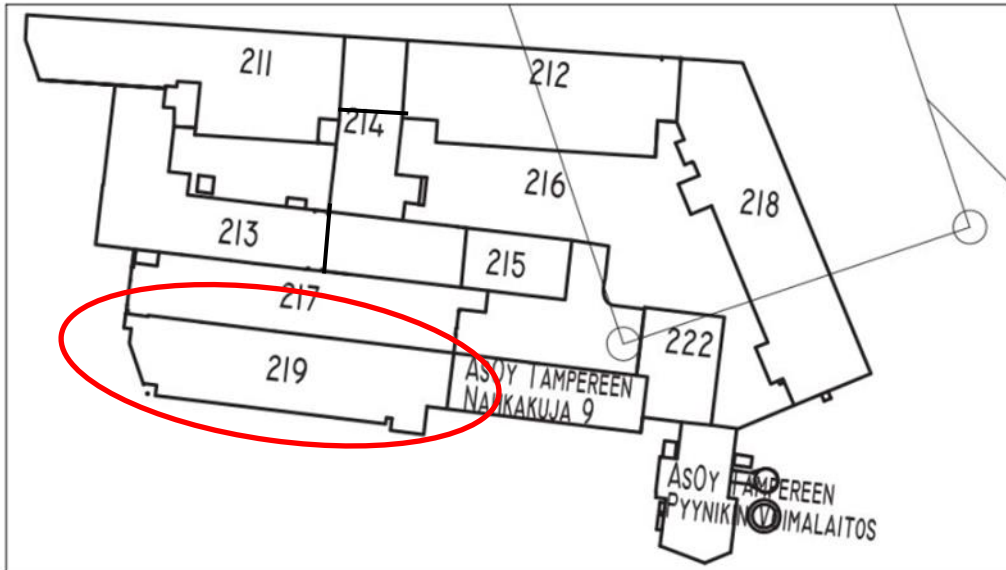 211
212
214
216
218
213
215
217
222
219
AsOy Tampereen
Nahkakuja 9
AsOy Tampereen
Pyynikin Voimalaitos